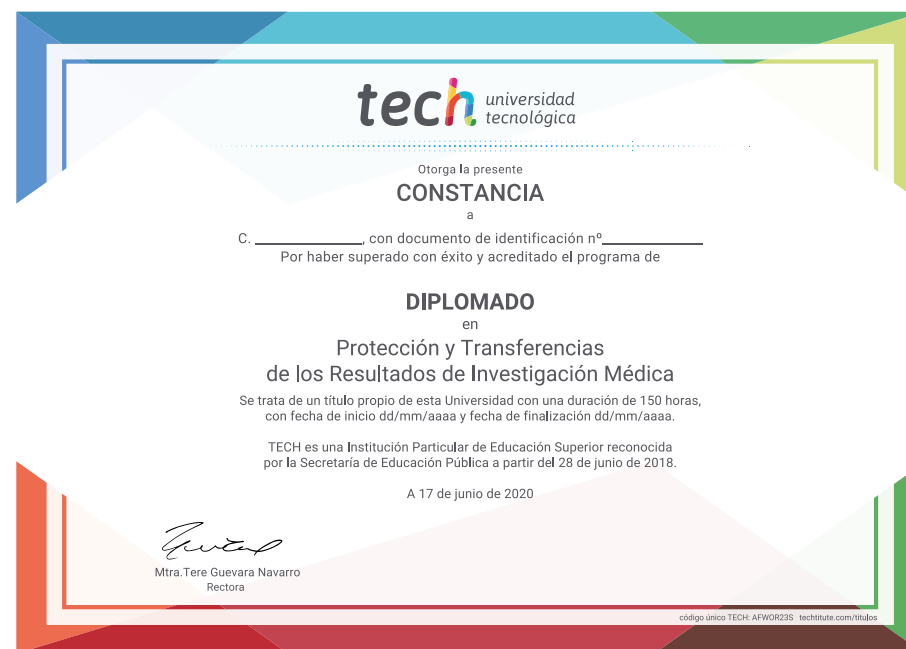 tech universidad
tecnológica
Otorga la presente
CONSTANCIA
a
C. ____________, con documento de identificación nº____________
Por haber superado con éxito y acreditado el programa de
DIPLOMADO
en
Protección y Transferencias
de los Resultados de Investigación Médica
Se trata de un título propio de esta Universidad con una duración de 150 horas,
con fecha de inicio dd/mm/aaaa y fecha de finalización dd/mm/aaaa.
TECH es una Institución Particular de Educación Superior reconocida
por la Secretaría de Educación Pública a partir del 28 de junio de 2018.
A 17 de junio de 2020
Mtra.Tere Guevara Navarro
Rectora
código único TECH: AFWOR23S techtitute.com/titulos